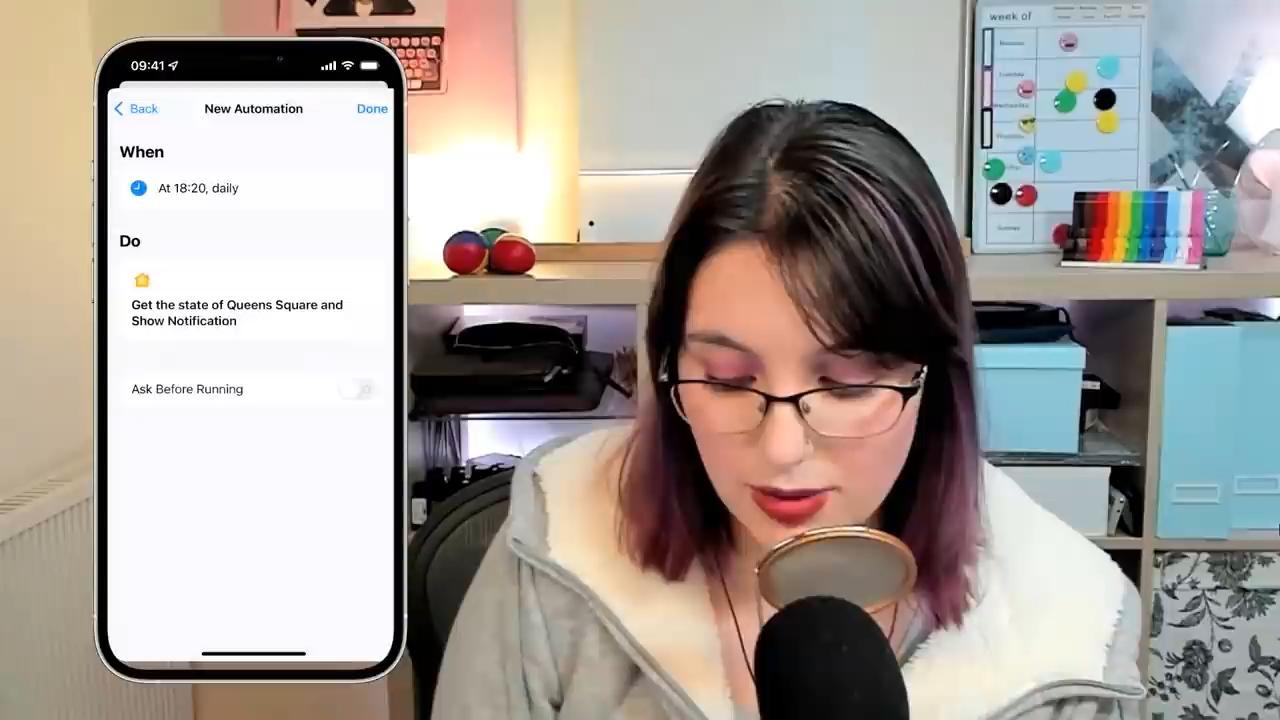 09:41
Back
New Automation
Done
When
At 18:20, daily
Do
Get the state of Queens Square and
Show Notification
Ask Before Running
week of